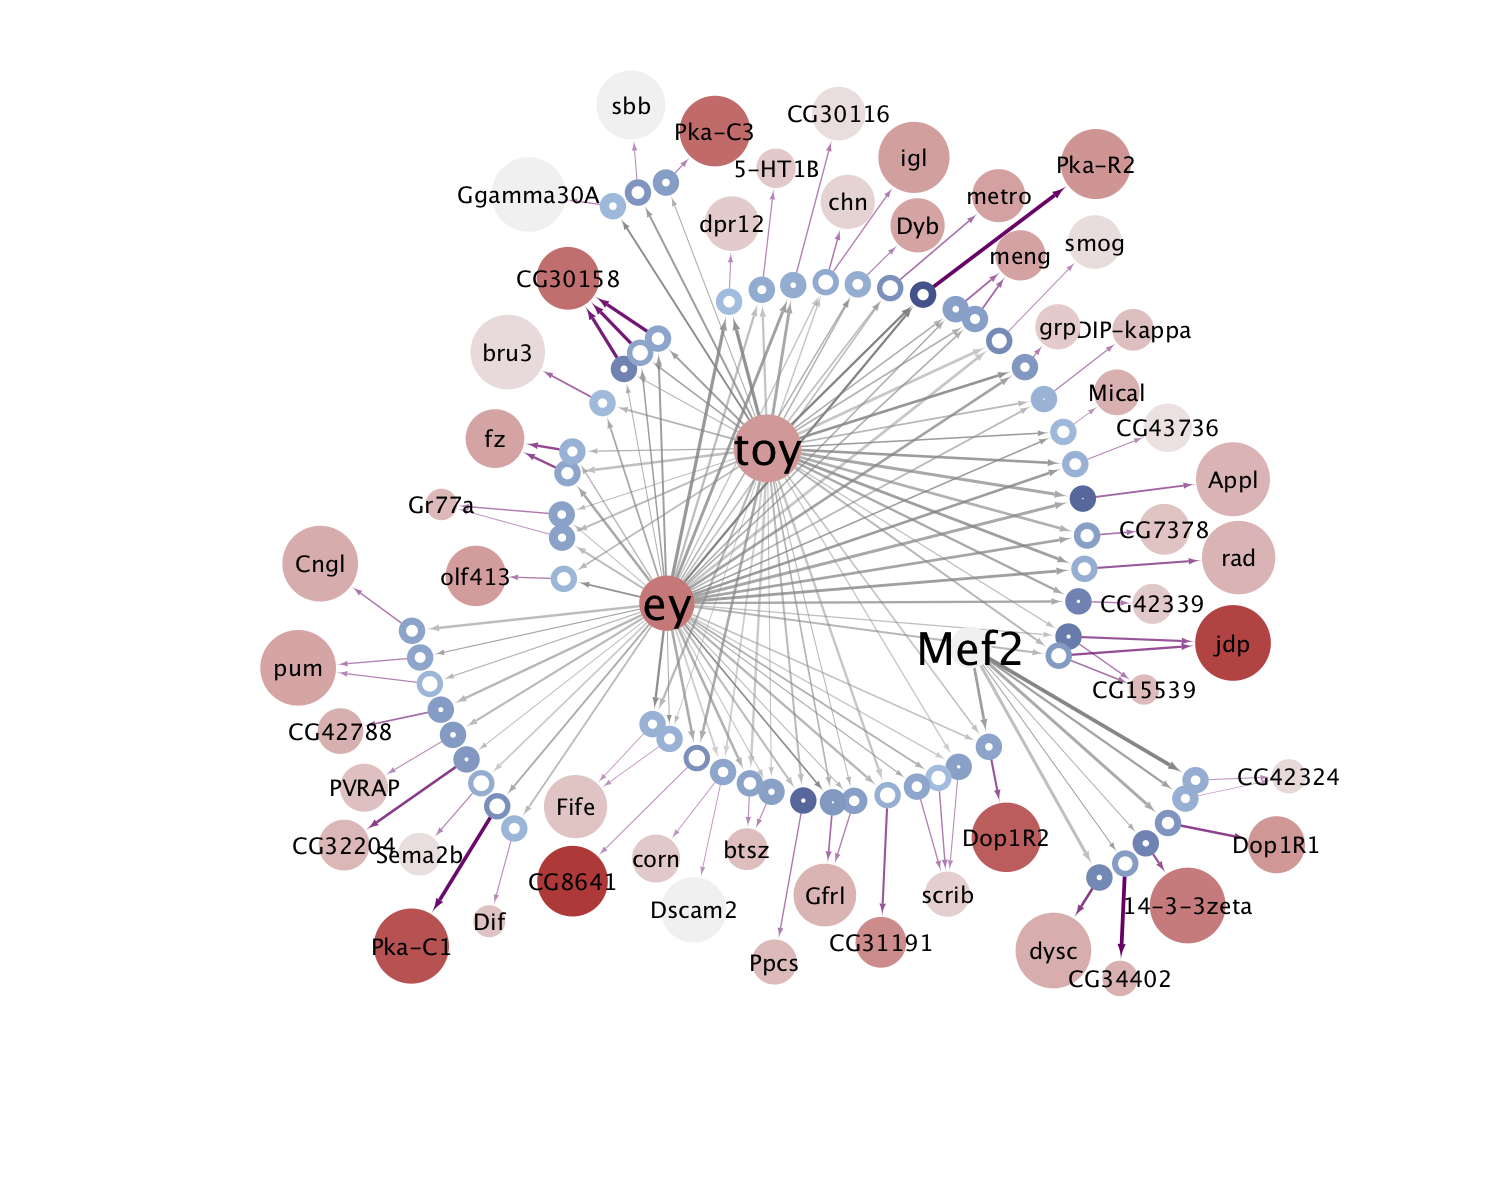 sbb
Pka-C3
CG30116
5-HT1B
igl
Pka-R2
Ggamma30A
chn
metro
dpr12
Dyb
smog
meng
CG30158
grp
DIP-kappa
bru3
Mical
CG43736
fz
toy
Appl
Gr77a
CG7378
rad
Cngl
olf413
ey
CG42339
Mef2
jdp
pum
CG15539
CG42788
CG42324
PVRAP
Fife
CG32204
Sema2b
corn
btsz
Dop1R2
Dop1R1
CG8641
Gfrl
scrib
14-3-3zeta
Dscam2
Dif
Pka-C1
CG31191
dysc
Ppcs
CG34402